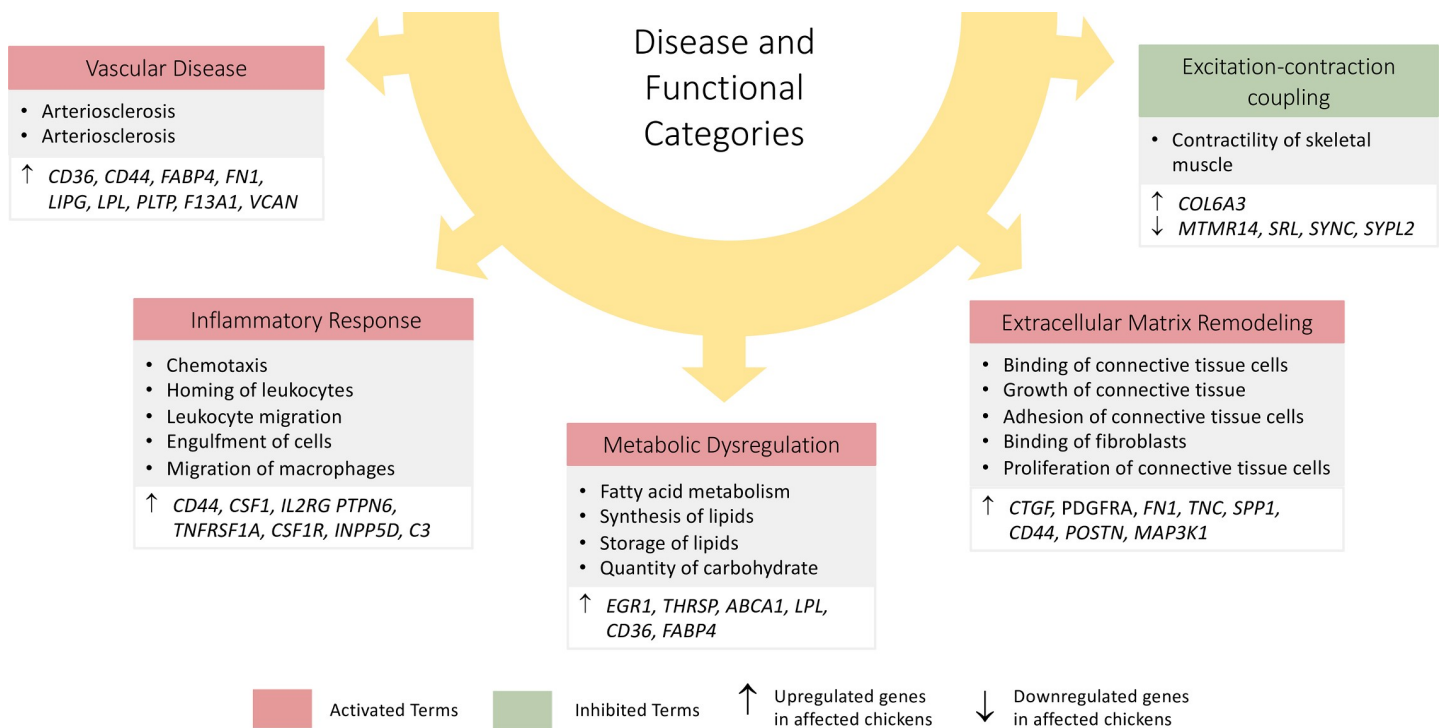 Disease and
Functional
Categories
Vascular Disease
• Arteriosclerosis
• Arteriosclerosis
↑ CD36, CD44, FABP4, FN1,
LIPG, LPL, PLTP, F13A1, VCAN
Inflammatory Response
• Chemotaxis
• Homing of leukocytes
• Leukocyte migration
• Engulfment of cells
• Migration of macrophages
↑ CD44, CSF1, IL2RG PTPN6,
TNFRSF1A, CSF1R, INPP5D, C3
Metabolic Dysregulation
• Fatty acid metabolism
• Synthesis of lipids
• Storage of lipids
• Quantity of carbohydrate
↑ EGR1, THRSP, ABCA1, LPL,
CD36, FABP4
Extracellular Matrix Remodeling
• Binding of connective tissue cells
• Growth of connective tissue
• Adhesion of connective tissue cells
• Binding of fibroblasts
• Proliferation of connective tissue cells
↑ CTGF, PDGFRA, FN1, TNC, SPP1,
CD44, POSTN, MAP3K1
Excitation-contraction
coupling
• Contractility of skeletal
muscle
↑ COL6A3
↓ MTMR14, SRL, SYNC, SYPL2
Activated Terms
Inhibited Terms
↑ Upregulated genes
in affected chickens
↓ Downregulated genes
in affected chickens